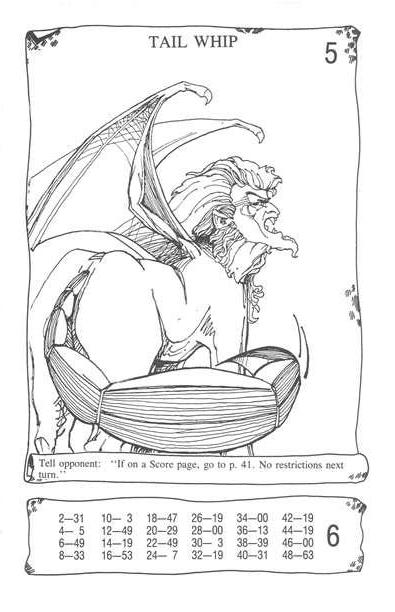 TAIL WHIP
5
Tell opponent: "If on a Score page, go to p. 41. No restrictions next
turn."
2—31 10— 3 18—47 26—19 34—00 42—19
4— 5 12—49 20—29 28—00 36—13 44—19
6—49 14—19 22—30 30— 3 38—39 46—00
8—33 16—53 24— 7 32—19 40—31 48—63
6